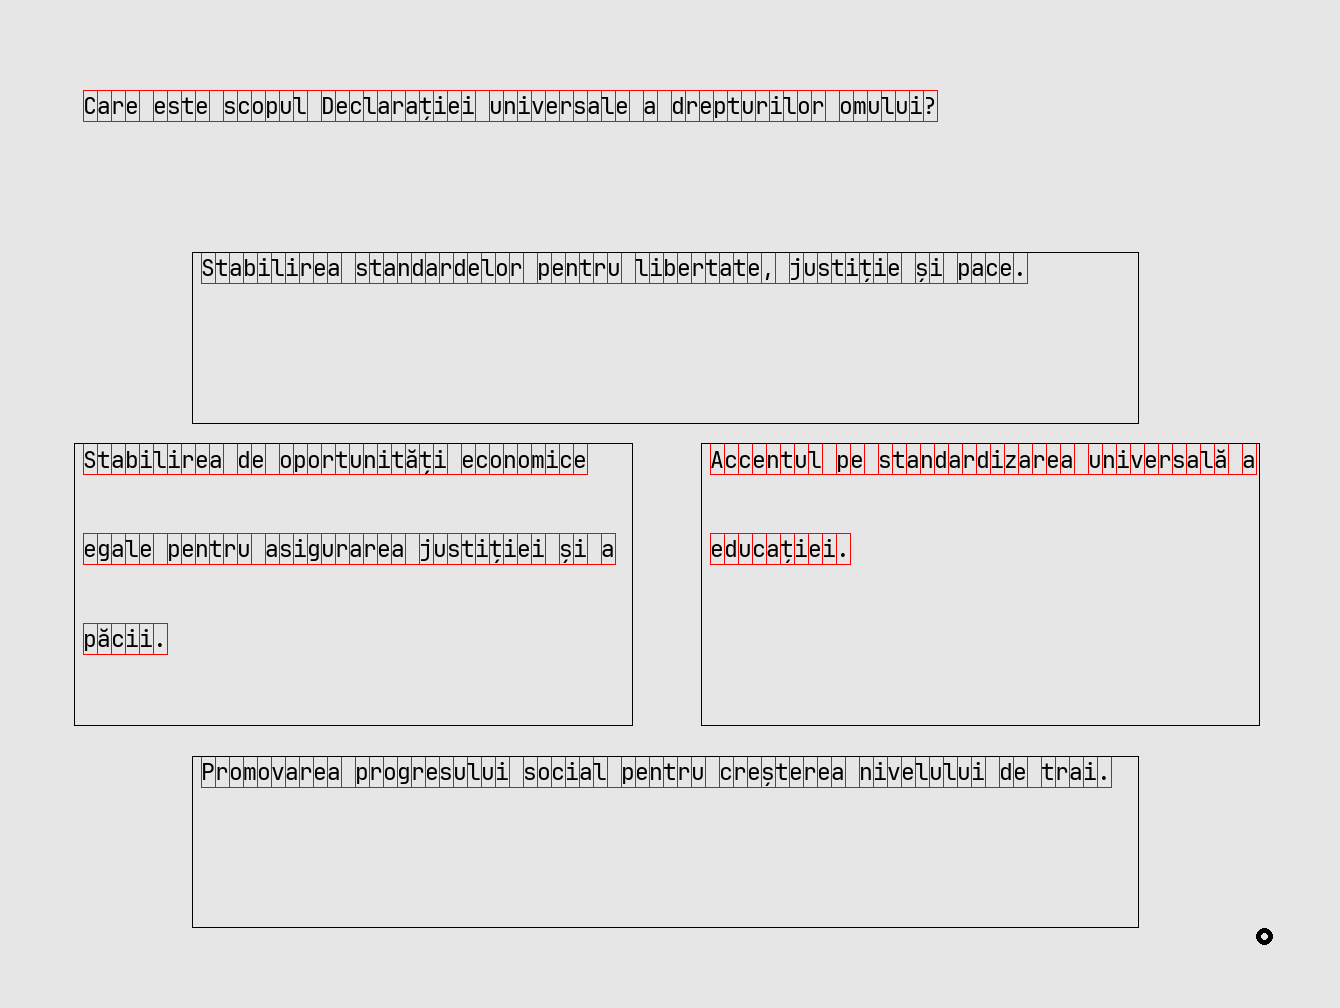 Care este scopul Declarației universale a drepturilor omului?
Stabilirea standardelor pentru libertate, justiție și pace.
Stabilirea de oportunități economice
egale pentru asigurarea justiției și a
păcii.
Accentul pe standardizarea universală a
educației.
Promovarea progresului social pentru creșterea nivelului de trai.